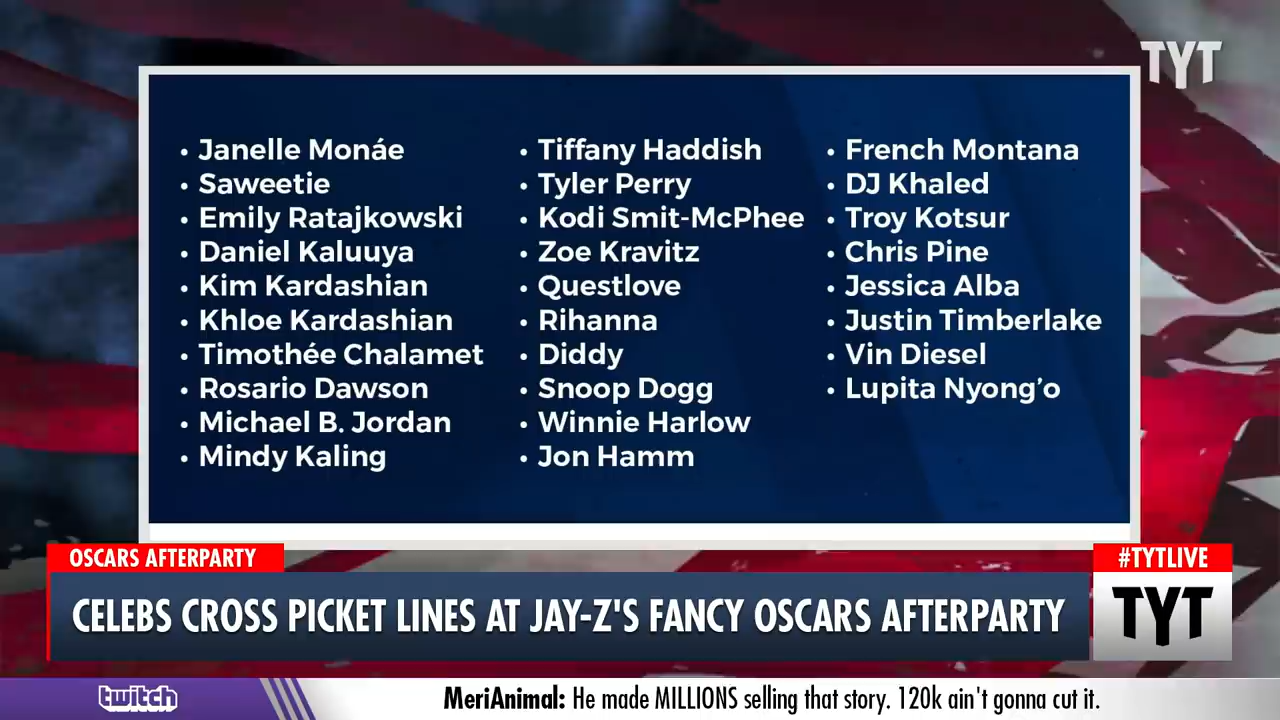 TYT
• Janelle Monáe
• Saweetie
• Emily Ratajkowski
• Daniel Kaluuya
• Kim Kardashian
• Khloe Kardashian
• Timothée Chalamet
• Rosario Dawson
• Michael B. Jordan
• Mindy Kaling
• Tiffany Haddish
• Tyler Perry
• Kodi Smit-McPhee
• Zoe Kravitz
• Questlove
• Rihanna
• Diddy
• Snoop Dogg
• Winnie Harlow
• Jon Hamm
• French Montana
• DJ Khaled
• Troy Kotsur
• Chris Pine
• Jessica Alba
• Justin Timberlake
• Vin Diesel
• Lupita Nyong’o
OSCARS AFTERPARTY
#TYTLIVE
CELEBS CROSS PICKET LINES AT JAY-Z'S FANCY OSCARS AFTERPARTY
TYT
twitch
MeriAnimal: He made MILLIONS selling that story. 120k ain't gonna cut it.